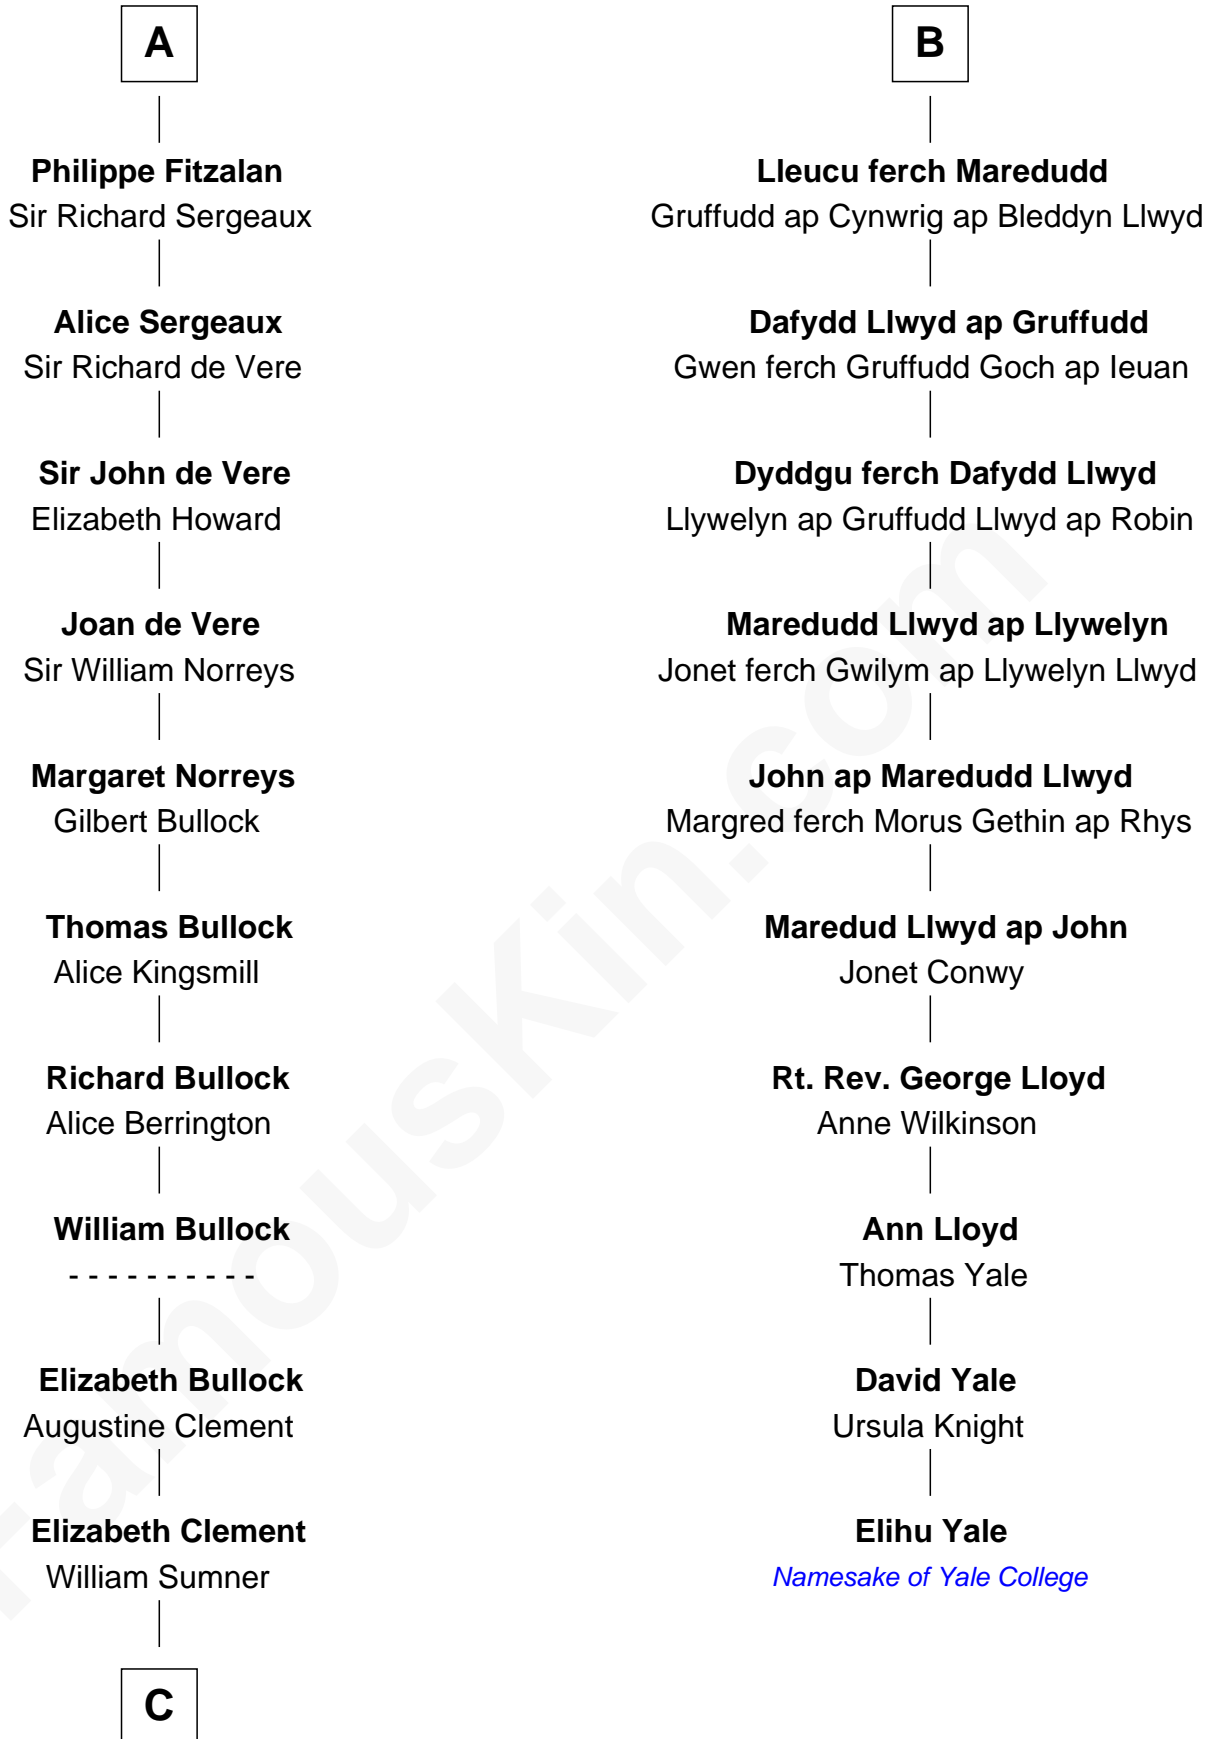 A
Philippe Fitzalan
Sir Richard Sergeaux
Alice Sergeaux
Sir Richard de Vere
Sir John de Vere
Elizabeth Howard
Joan de Vere
Sir William Norreys
Margaret Norreys
Gilbert Bullock
Thomas Bullock
Alice Kingsmill
Richard Bullock
Alice Berrington
William Bullock
- - - - - - - - - -
Elizabeth Bullock
Augustine Clement
Elizabeth Clement
William Sumner
C
B
Lleucu ferch Maredudd
Gruffudd ap Cynwrig ap Bleddyn Llwyd
Dafydd Llwyd ap Gruffudd
Gwen ferch Gruffudd Goch ap Ieuan
Dyddgu ferch Dafydd Llwyd
Llywelyn ap Gruffudd Llwyd ap Robin
Maredudd Llwyd ap Llywelyn
Jonet ferch Gwilym ap Llywelyn Llwyd
John ap Maredudd Llwyd
Margred ferch Morus Gethin ap Rhys
Maredud Llwyd ap John
Jonet Conwy
Rt. Rev. George Lloyd
Anne Wilkinson
Ann Lloyd
Thomas Yale
David Yale
Ursula Knight
Elihu Yale
Namesake of Yale College
FamousKin.com